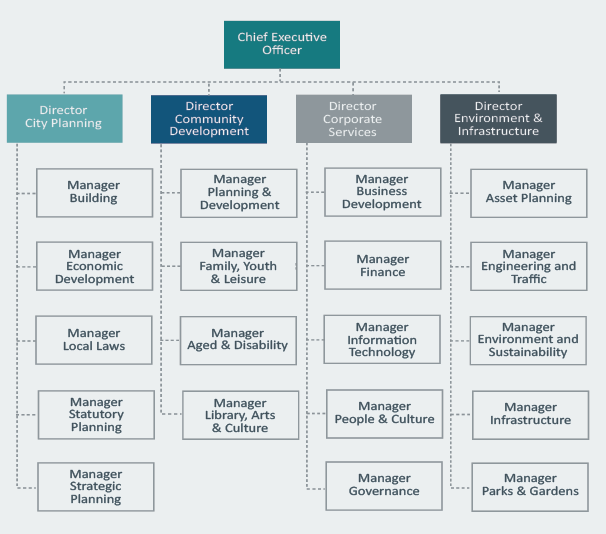 Chief Executive
Officer
Director
City Planning
Director
Community
Development
Director
Corporate
Services
Director
Environment &
Infrastructure
Manager
Building
Manager
Economic
Development
Manager
Local Laws
Manager
Statutory
Planning
Manager
Strategic
Planning
Manager
Planning &
Development
Manager
Family, Youth
& Leisure
Manager
Aged & Disability
Manager
Library, Arts
& Culture
Manager
Business
Development
Manager
Finance
Manager
Information
Technology
Manager
People & Culture
Manager
Governance
Manager
Asset Planning
Manager
Engineering and
Traffic
Manager
Environment and
Sustainability
Manager
Infrastructure
Manager
Parks & Gardens